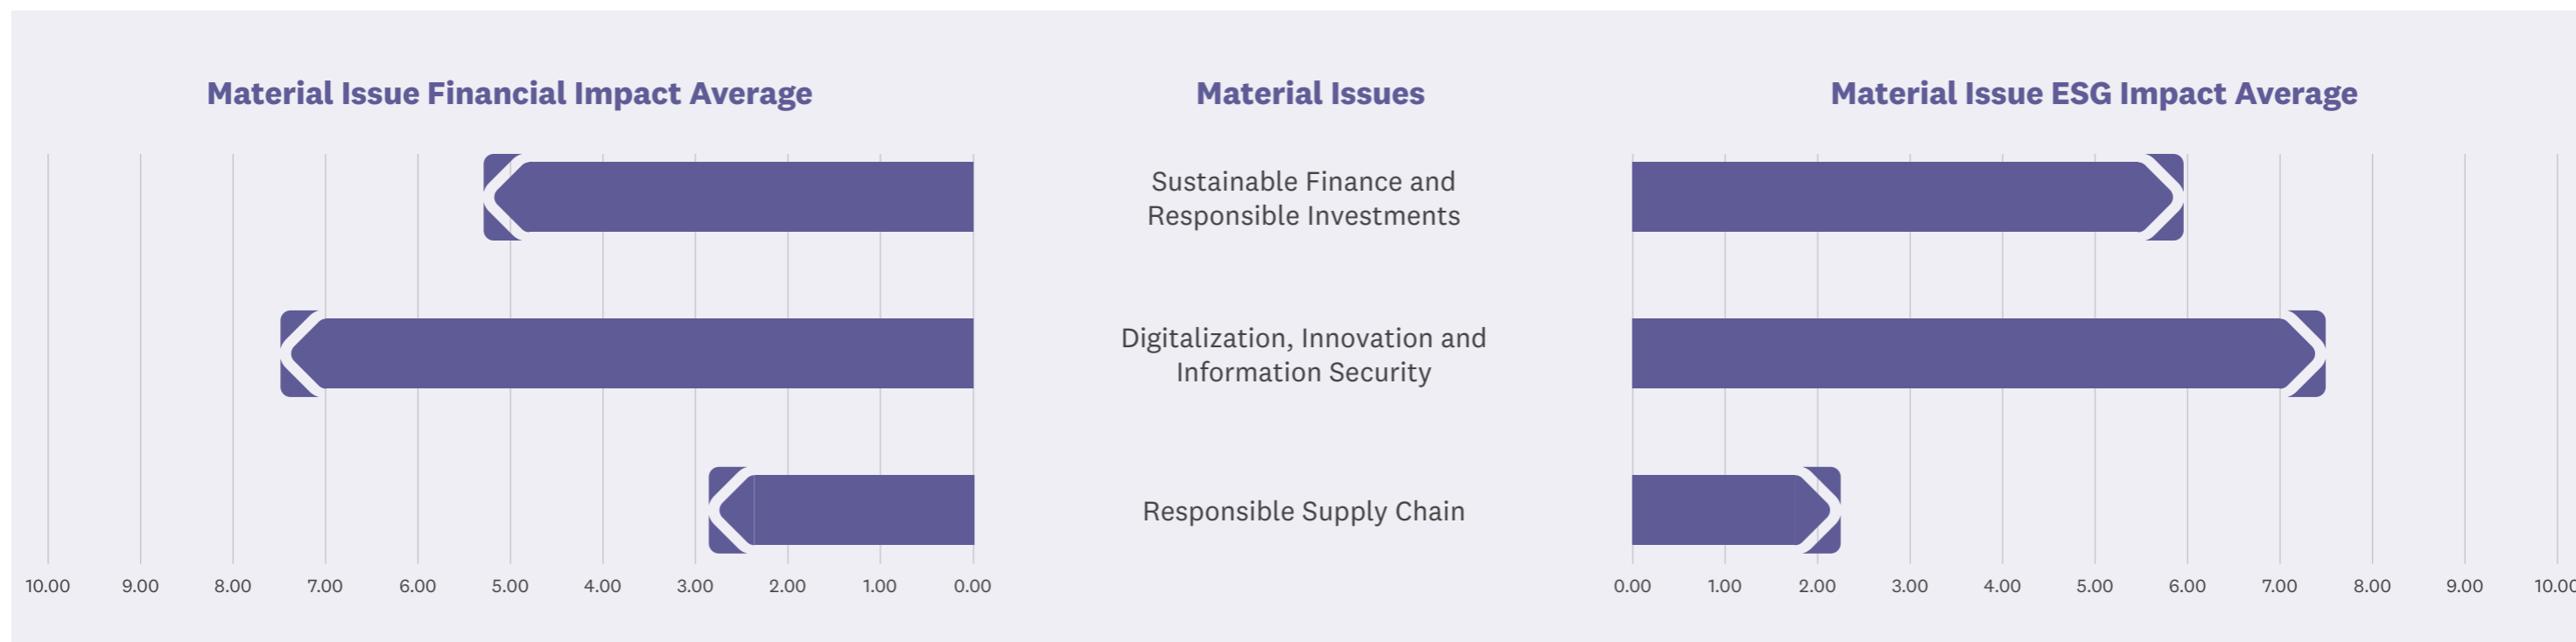 Material Issue Financial Impact Average
Material Issues
Material Issue ESG Impact Average
Sustainable Finance and
Responsible Investments
Digitalization, Innovation and
Information Security
Responsible Supply Chain
10.00 9.00 8.00 7.00 6.00 5.00 4.00 3.00 2.00 1.00 0.00
0.00 1.00 2.00 3.00 4.00 5.00 6.00 7.00 8.00 9.00 10.00